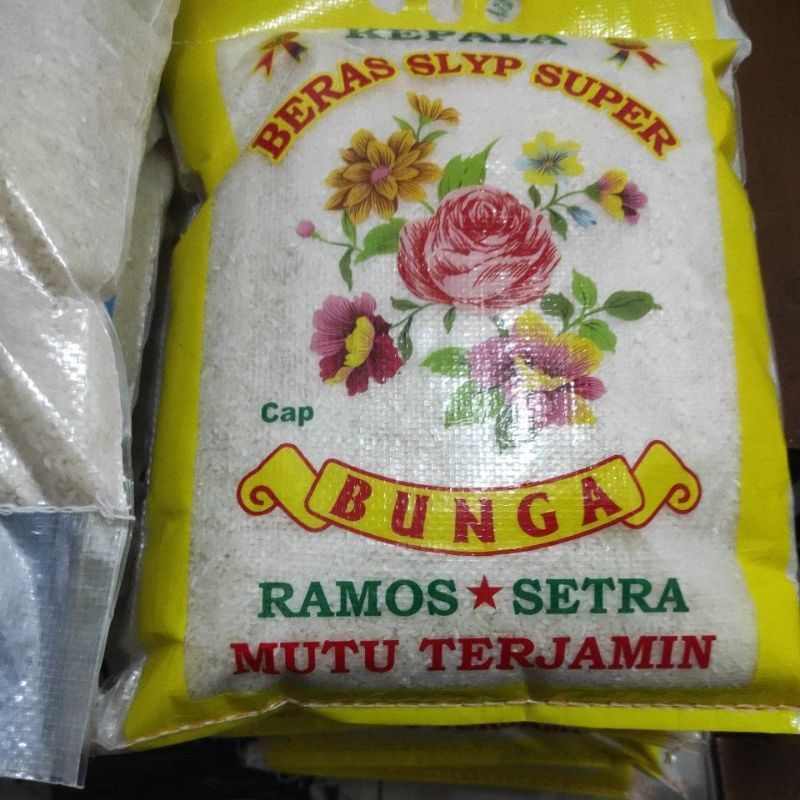 KEPALA
BERAS SLYP SUPER
Cap
BUNGA
RAMOS ★ SETRA
MUTU TERJAMIN